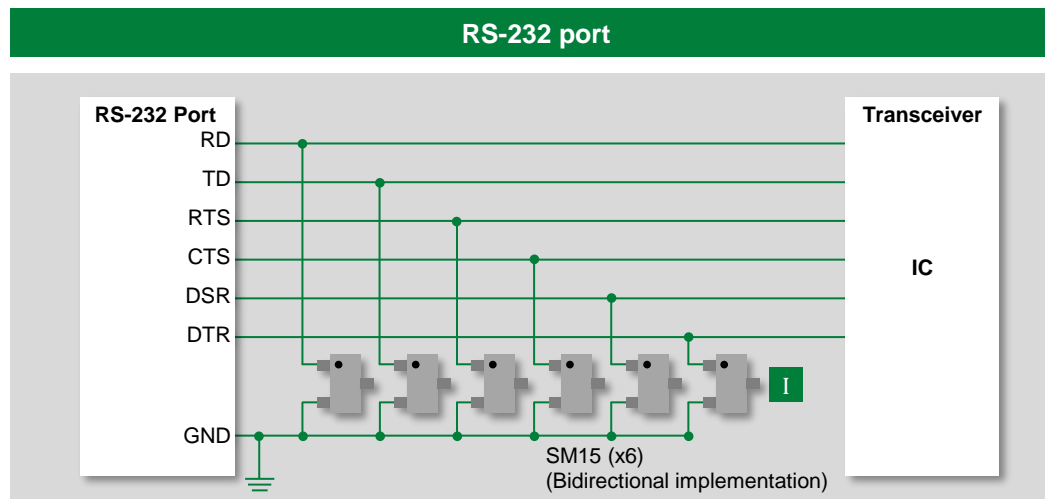 RS-232 port
RS-232 Port
Transceiver
RD
TD
RTS
CTS
IC
DSR
DTR
I
GND
SM15 (x6)
(Bidirectional implementation)